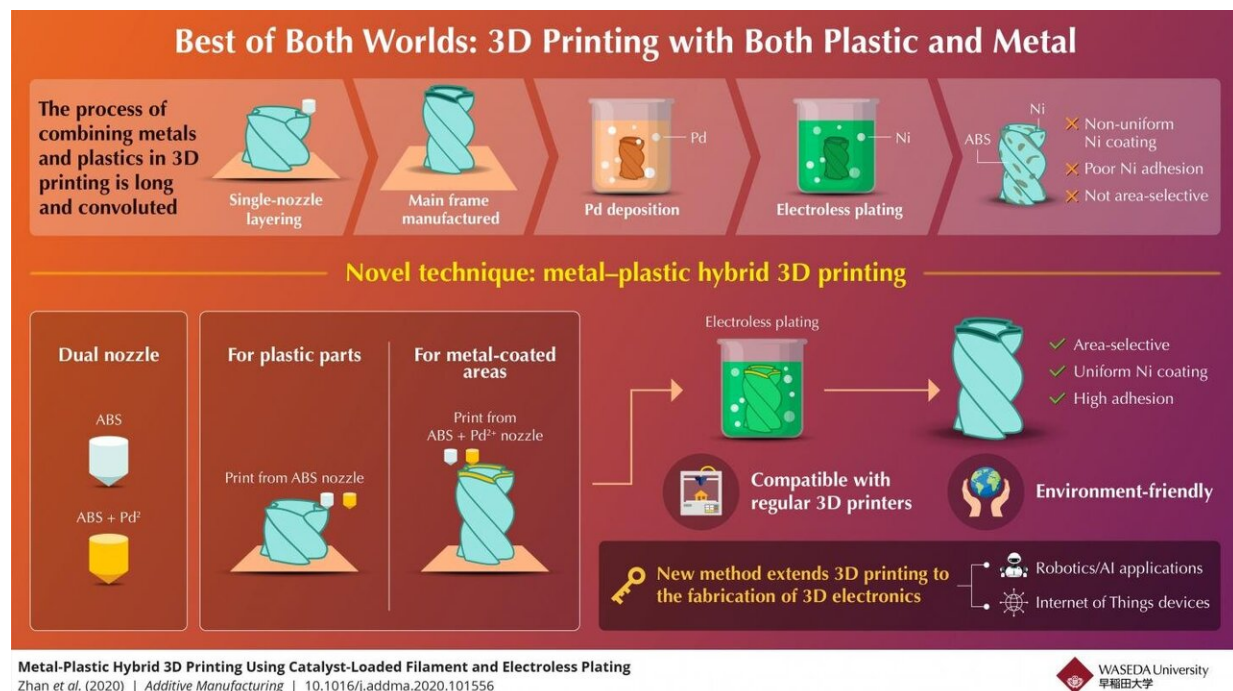 Best of Both Worlds: 3D Printing with Both Plastic and Metal
The process of
combining metals
and plastics in 3D
printing is long
and convoluted
Single-nozzle
layering
Main frame
manufactured
Pd
Pd deposition
Ni
Electroless plating
Ni
ABS
Non-uniform
Ni coating
Poor Ni adhesion
Not area-selective
Novel technique: metal–plastic hybrid 3D printing
Dual nozzle
ABS
ABS + Pd²
For plastic parts
Print from ABS nozzle
For metal-coated
areas
Print from
ABS + Pd²⁺ nozzle
Electroless plating
Area-selective
Uniform Ni coating
High adhesion
Compatible with
regular 3D printers
Environment-friendly
New method extends 3D printing to
the fabrication of 3D electronics
Robotics/AI applications
Internet of Things devices
Metal-Plastic Hybrid 3D Printing Using Catalyst-Loaded Filament and Electroless Plating
Zhan et al. (2020) | Additive Manufacturing | 10.1016/j.addma.2020.101556
WASEDA University
早稲田大学